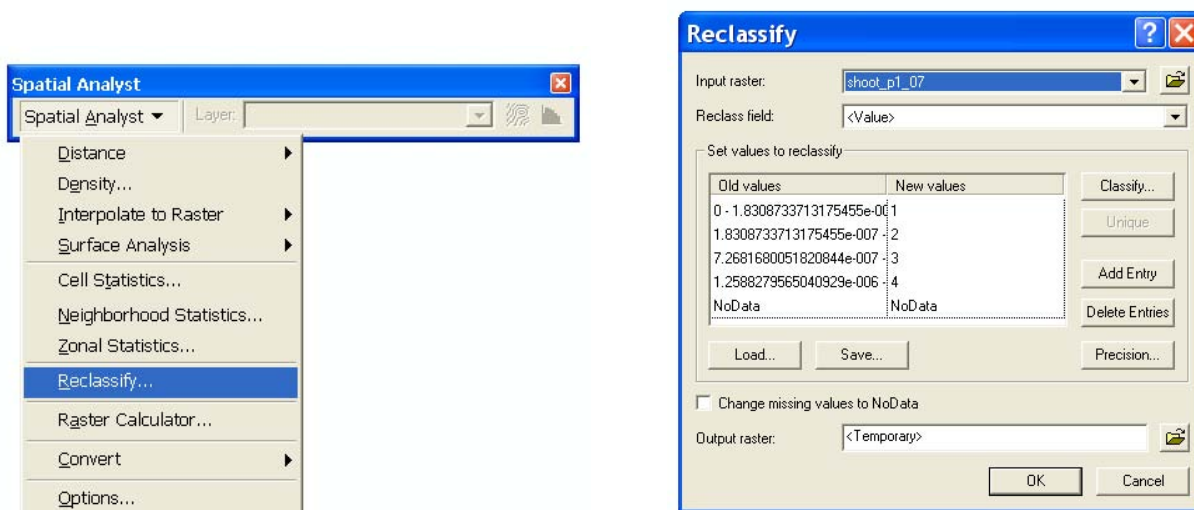 Spatial Analyst
Spatial Analyst
Layer:
Distance
Density...
Interpolate to Raster
Surface Analysis
Cell Statistics...
Neighborhood Statistics...
Zonal Statistics...
Reclassify...
Raster Calculator...
Convert
Options...
Reclassify
Input raster: shoot_p1_07
Reclass field: <Value>
Set values to reclassify
Old values New values
0 - 1.8308733713175455e-00 1
1.8308733713175455e-007 - 2
7.2681680051820844e-007 - 3
1.2588279565040929e-006 - 4
NoData NoData
Classify...
Unique
Add Entry
Delete Entries
Load... Save... Precision...
Change missing values to NoData
Output raster: <Temporary>
OK Cancel